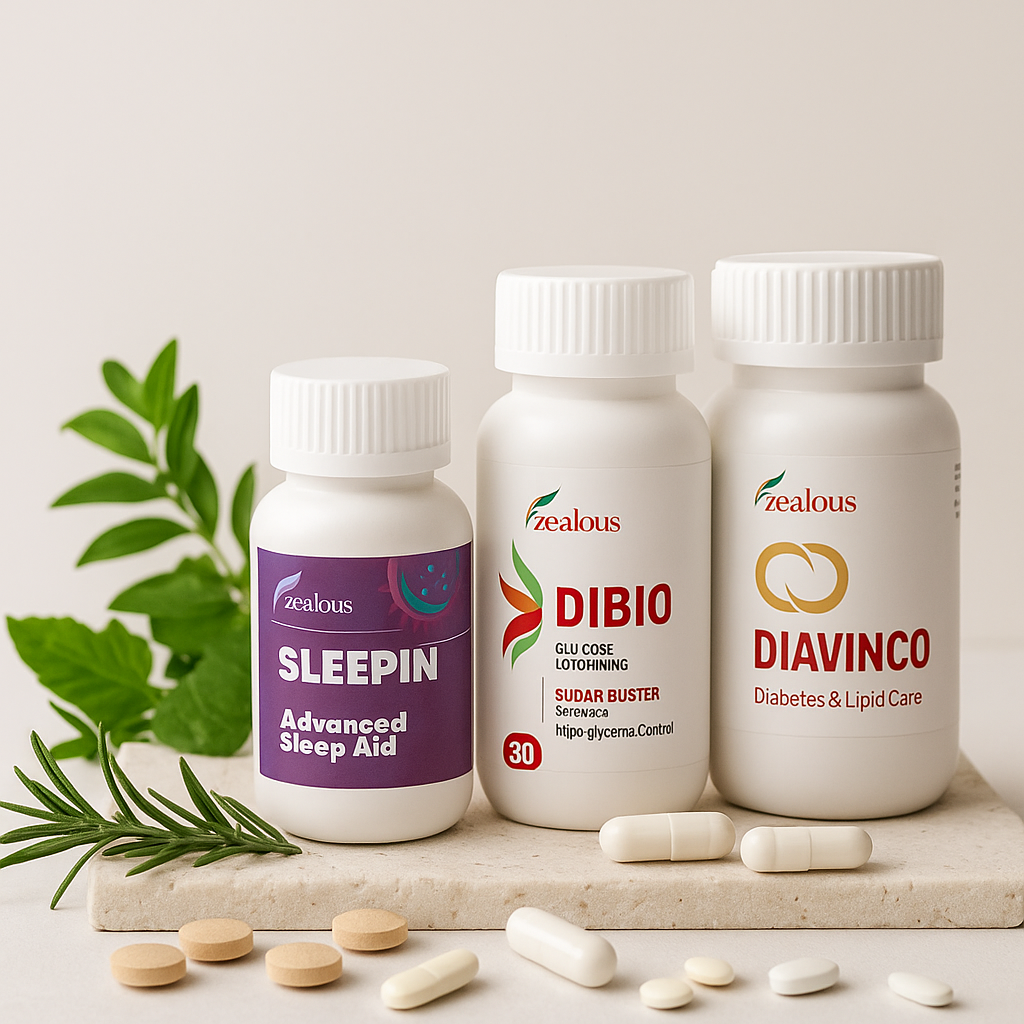 zealous
SLEEPIN
Advanced
Sleep Aid
zealous
DIBIO
GLU COSE
LOTOHINING
SUDAR BUSTER
Serenaca
htjpo-glycerna.Control
30
zealous
DIAVINCO
Diabetes & Lipid Care